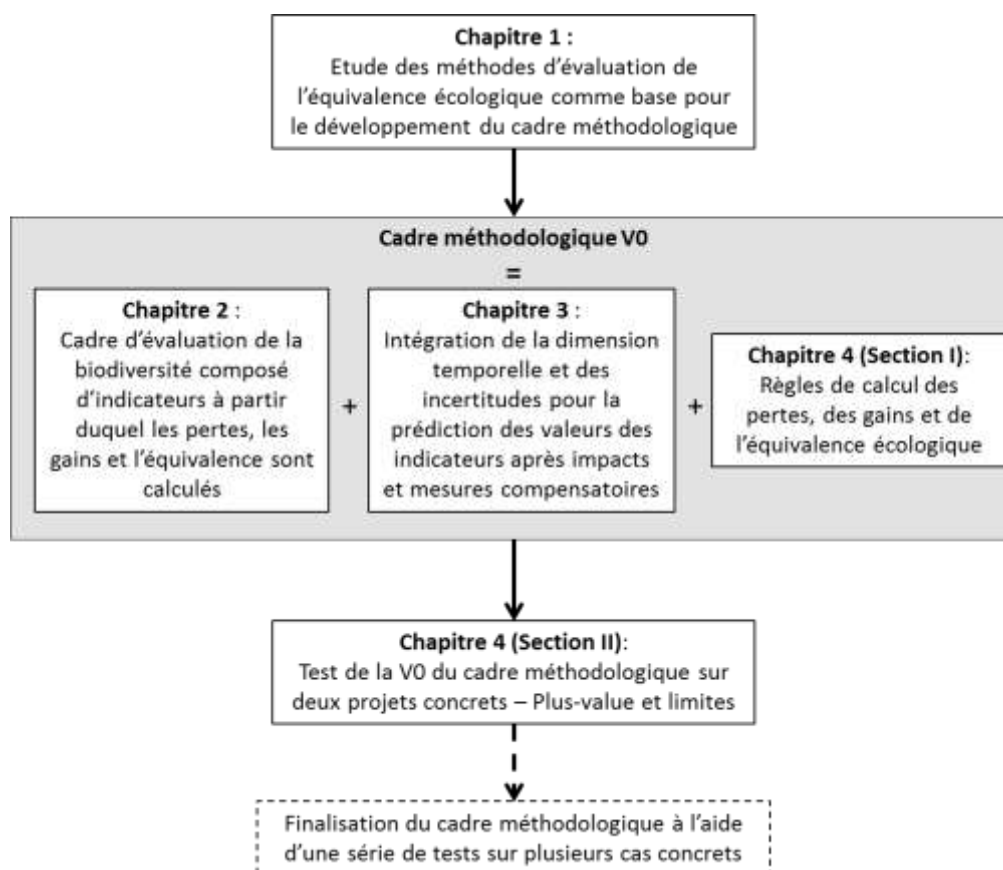 Chapitre 1 :
Etude des méthodes d'évaluation de
l'équivalence écologique comme base pour
le développement du cadre méthodologique
Cadre méthodologique V0
=
Chapitre 2 :
Cadre d'évaluation de la
biodiversité composé
d'indicateurs à partir
duquel les pertes, les
gains et l'équivalence sont
calculés
+
Chapitre 3 :
Intégration de la dimension
temporelle et des
incertitudes pour la
prédiction des valeurs des
indicateurs après impacts
et mesures compensatoires
+
Chapitre 4 (Section I):
Règles de calcul des
pertes, des gains et de
l'équivalence écologique
Chapitre 4 (Section II):
Test de la V0 du cadre méthodologique sur
deux projets concrets – Plus-value et limites
Finalisation du cadre méthodologique à l'aide
d'une série de tests sur plusieurs cas concrets